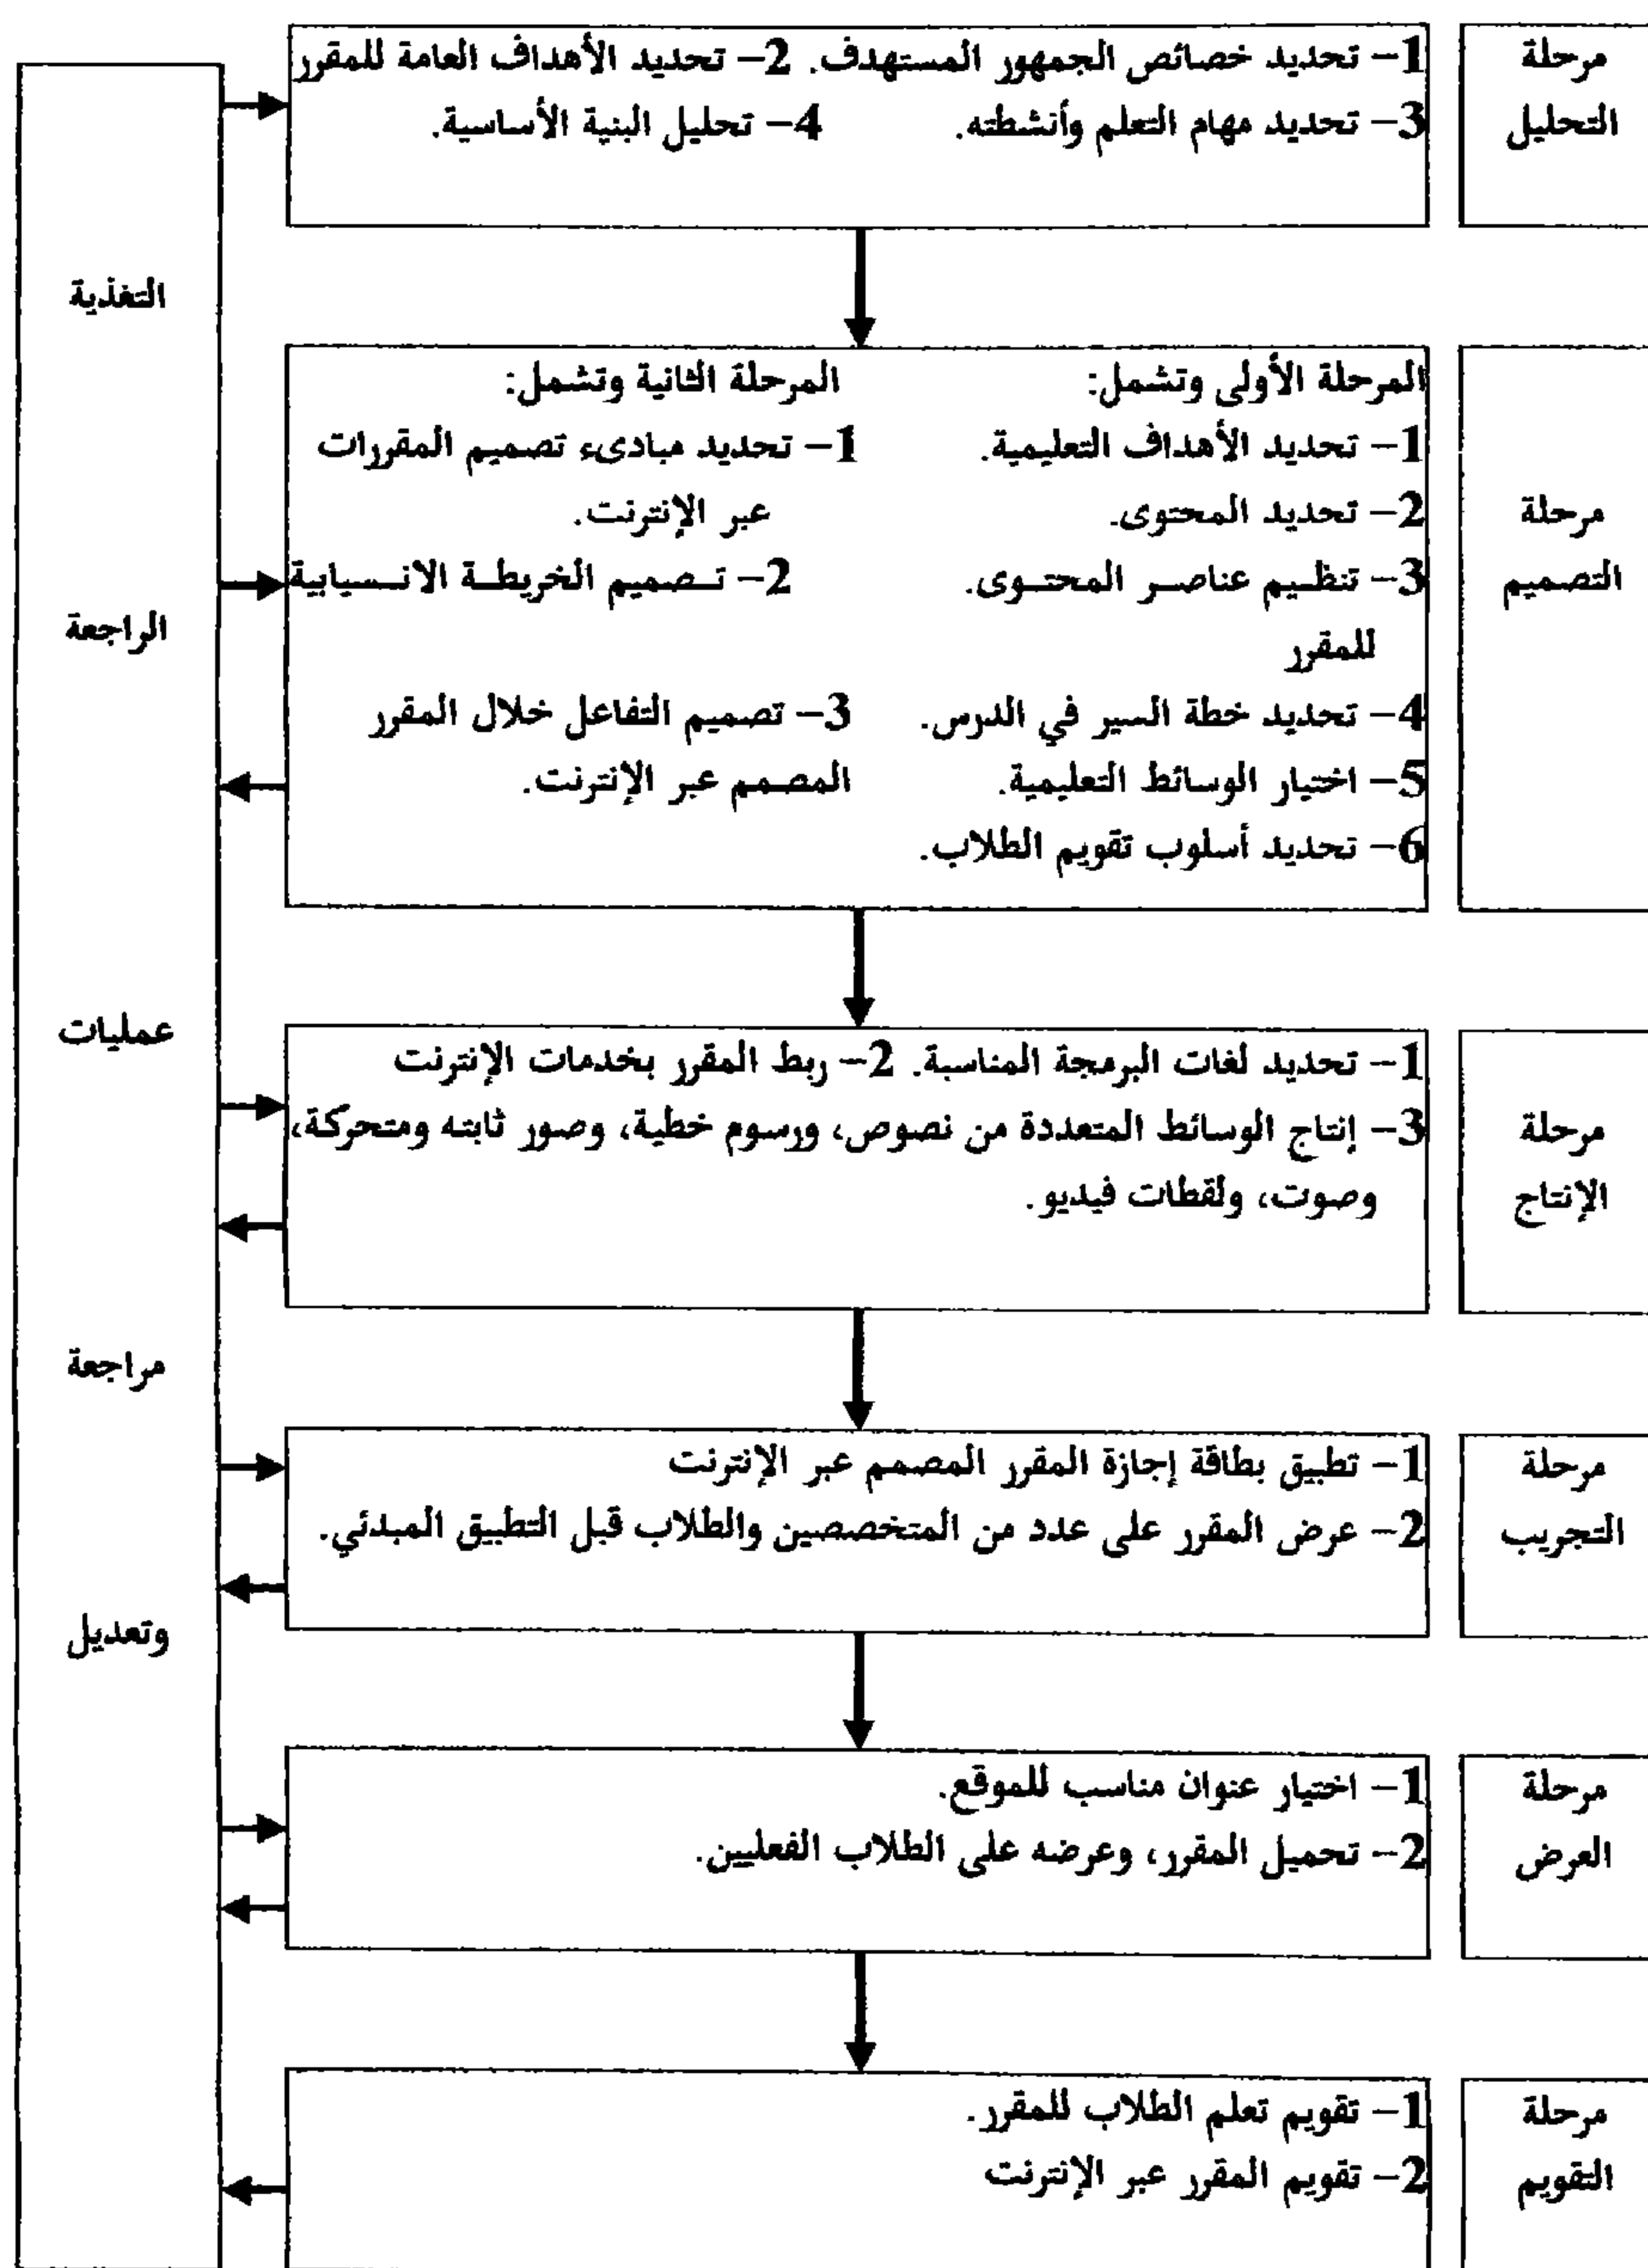 مرحلة
التحليل
1– تحديد خصائص الجمهور المستهدف. 2– تحديد الأهداف العامة للمقرر
3– تحديد مهام التعلم وأنشطته. 4– تحليل البنية الأساسية.
مرحلة
التصميم
المرحلة الأولى وتشمل:
1– تحديد الأهداف التعليمية.
2– تحديد المحتوى.
3– تنظيم عناصر المحتوى.
للمقرر
4– تحديد خطة السير في الدرس.
5– اختيار الوسائط التعليمية.
6– تحديد أسلوب تقويم الطلاب.
المرحلة الثانية وتشمل:
1– تحديد مبادىء تصميم المقررات
عبر الإنترنت.
2– تصميم الخريطة الانسيابية
3– تصميم التفاعل خلال المقرر
المصمم عبر الإنترنت.
مرحلة
الإنتاج
1– تحديد لغات البرمجة المناسبة. 2– ربط المقرر بخدمات الإنترنت
3– إنتاج الوسائط المتعددة من نصوص، ورسوم خطية، وصور ثابته ومتحركة،
وصوت، ولقطات فيديو.
مرحلة
التجريب
1– تطبيق بطاقة إجازة المقرر المصمم عبر الإنترنت
2– عرض المقرر على عدد من المتخصصين والطلاب قبل التطبيق المبدئي.
مرحلة
العرض
1– اختيار عنوان مناسب للموقع.
2– تحميل المقرر، وعرضه على الطلاب الفعليين.
مرحلة
التقويم
1– تقويم تعلم الطلاب للمقرر.
2– تقويم المقرر عبر الإنترنت
التغذية
الراجعة
عمليات
مراجعة
وتعديل